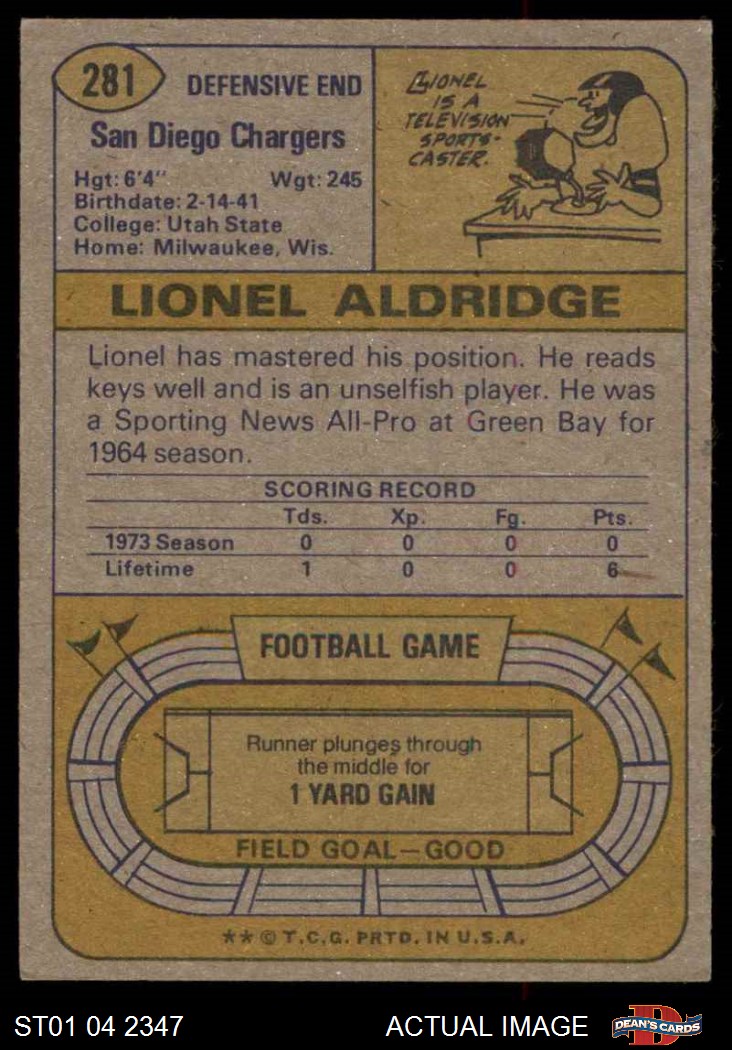 281
DEFENSIVE END
San Diego Chargers
Hgt: 6'4" Wgt: 245
Birthdate: 2-14-41
College: Utah State
Home: Milwaukee, Wis.
LIONEL
IS A
TELEVISION
SPORTS-
CASTER.
LIONEL ALDRIDGE
Lionel has mastered his position. He reads
keys well and is an unselfish player. He was
a Sporting News All-Pro at Green Bay for
1964 season.
SCORING RECORD
Tds. Xp. Fg. Pts.
1973 Season 0 0 0 0
Lifetime 1 0 0 6
FOOTBALL GAME
Runner plunges through
the middle for
1 YARD GAIN
FIELD GOAL—GOOD
** © T.C.G. PRTD. IN U.S.A.
ST01 04 2347 ACTUAL IMAGE
D
DEAN'S CARDS